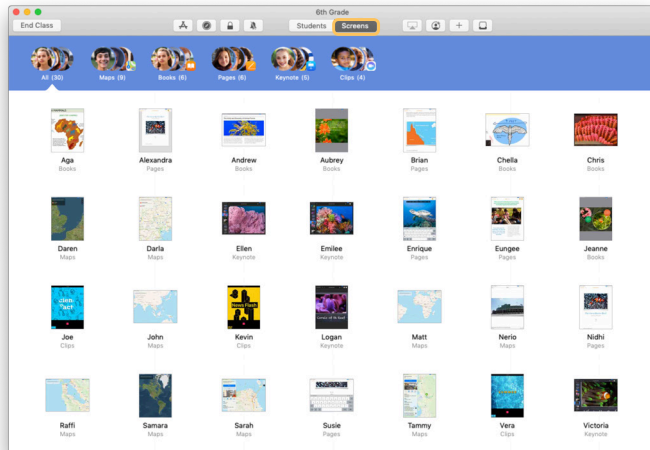 6th Grade
End Class
Students
Screens
All (30)
Maps (9)
Books (6)
Pages (6)
Keynote (5)
Clips (4)
Aga
Alexandra
Andrew
Aubrey
Brian
Chella
Chris
Books
Pages
Books
Books
Pages
Books
Books
Daren
Darla
Ellen
Emilee
Enrique
Eungee
Jeanne
Maps
Maps
Keynote
Keynote
Pages
Pages
Books
News Flash
Joe
John
Kevin
Logan
Matt
Nerio
Nidhi
Clips
Maps
Clips
Keynote
Maps
Maps
Pages
Raffi
Samara
Sarah
Susie
Tammy
Vera
Victoria
Maps
Maps
Maps
Pages
Maps
Clips
Keynote